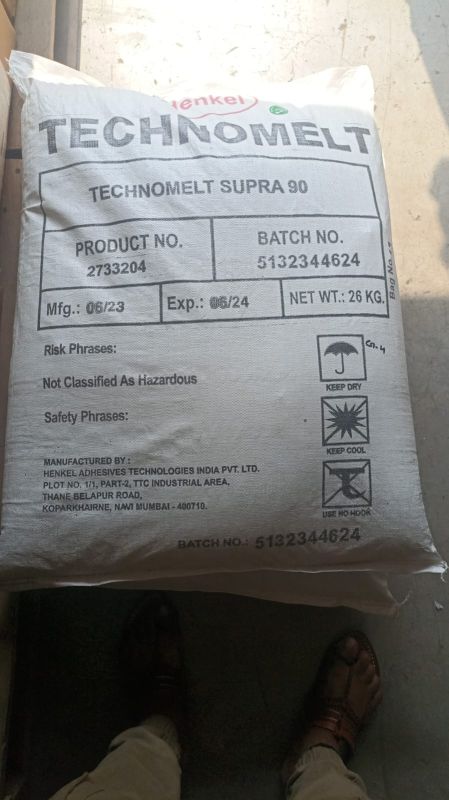 Henkel
TECHNOMELT
TECHNOMELT SUPRA 90
PRODUCT NO.
2733204
BATCH NO.
5132344624
Mfg.: 06/23
Exp.: 06/24
NET WT.: 26 KG.
Bag No.
Risk Phrases:
Not Classified As Hazardous
Safety Phrases:
KEEP DRY
KEEP COOL
USE NO HOOK
MANUFACTURED BY :
HENKEL ADHESIVES TECHNOLOGIES INDIA PVT. LTD.
PLOT NO. 1/1, PART-2, TTC INDUSTRIAL AREA,
THANE BELAPUR ROAD,
KOPARKHAIRNE, NAVI MUMBAI - 400710.
BATCH NO.: 5132344624